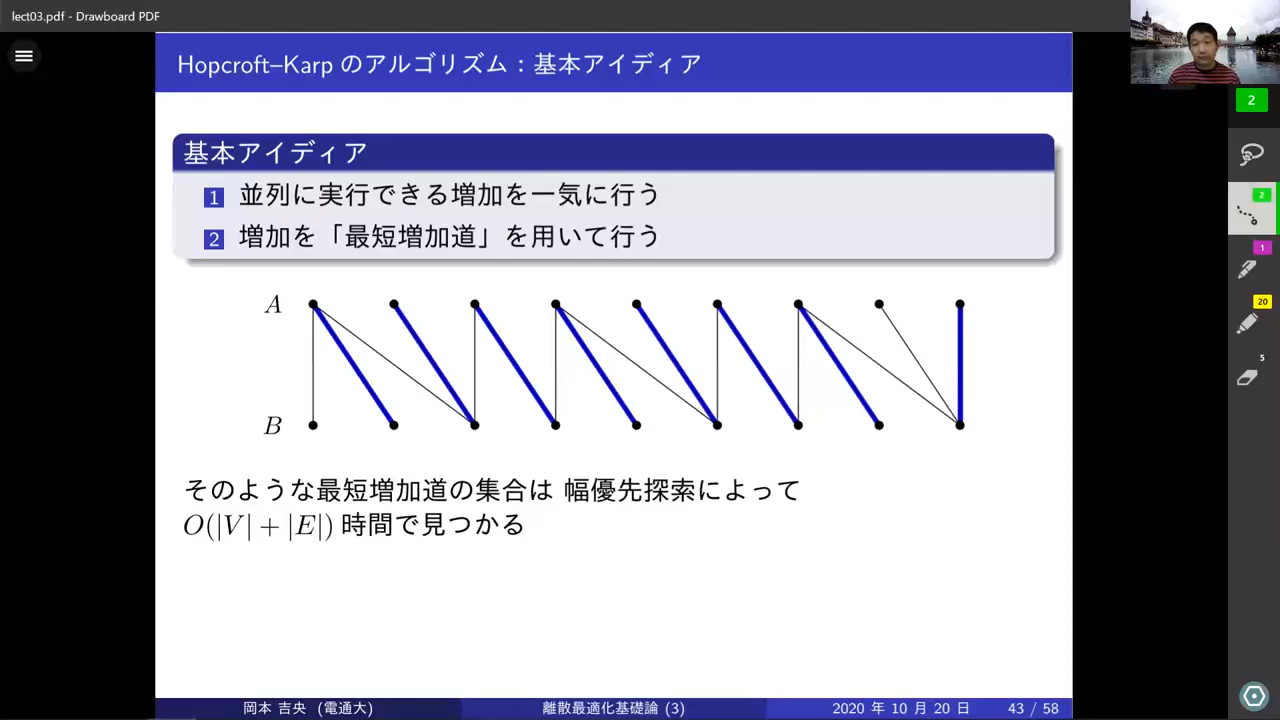 lect03.pdf - Drawboard PDF
Hopcroft–Karp のアルゴリズム：基本アイディア
基本アイディア
1 並列に実行できる増加を一気に行う
2 増加を「最短増加道」を用いて行う
A
B
そのような最短増加道の集合は 幅優先探索によって
O(|V| + |E|) 時間で見つかる
岡本 吉央 (電通大) 離散最適化基礎論 (3) 2020 年 10 月 20 日 43 / 58
2
2
1
20
5